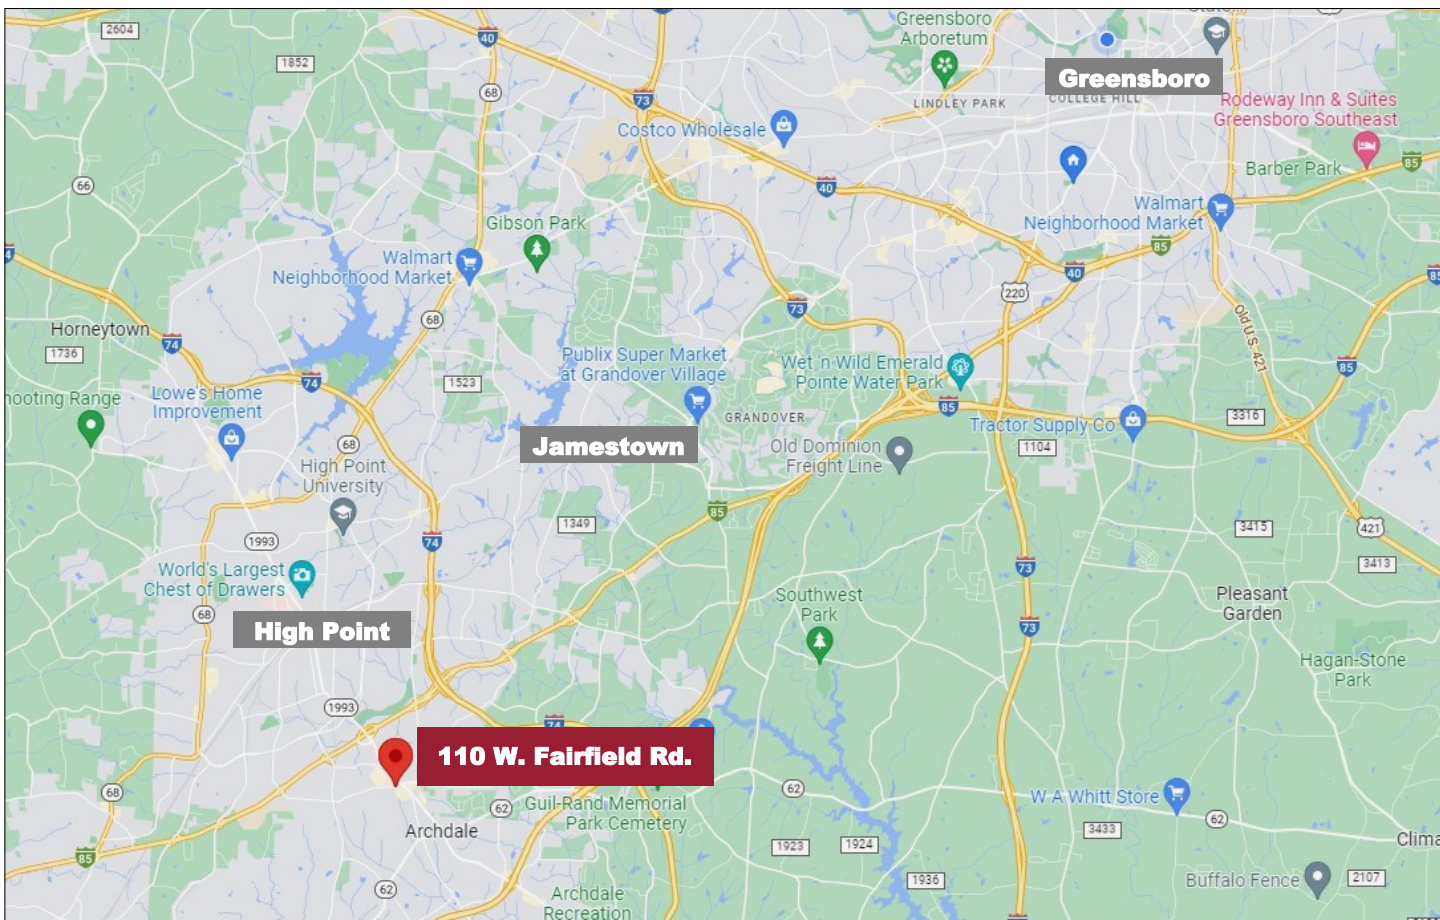 2604
40
State
Greensboro
Arboretum
1852
68
73
LINDLEY PARK
Greensboro
COLLEGE HILL
Rodeway Inn & Suites
Greensboro Southeast
Costco Wholesale
Barber Park
85
66
40
Walmart
Neighborhood Market
Gibson Park
85
Walmart
Neighborhood Market
40
220
73
68
Old U.S. 421
85
Horneytown
74
1736
Publix Super Market
at Grandover Village
Wet 'n Wild Emerald
Pointe Water Park
85
74
1523
hooting Range
Lowe's Home
Improvement
GRANDOVER
85
Tractor Supply Co
3316
68
Jamestown
Old Dominion
Freight Line
1104
High Point
University
85
1349
421
3415
1993
74
3413
World's Largest
Chest of Drawers
73
Southwest
Park
Pleasant
Garden
68
High Point
73
Hagan-Stone
Park
1993
74
110 W. Fairfield Rd.
68
62
W A Whitt Store
62
62
Guil-Rand Memorial
Park Cemetery
Archdale
3433
Clima
1923
1924
85
62
Archdale
Recreation
1936
Buffalo Fence
2107